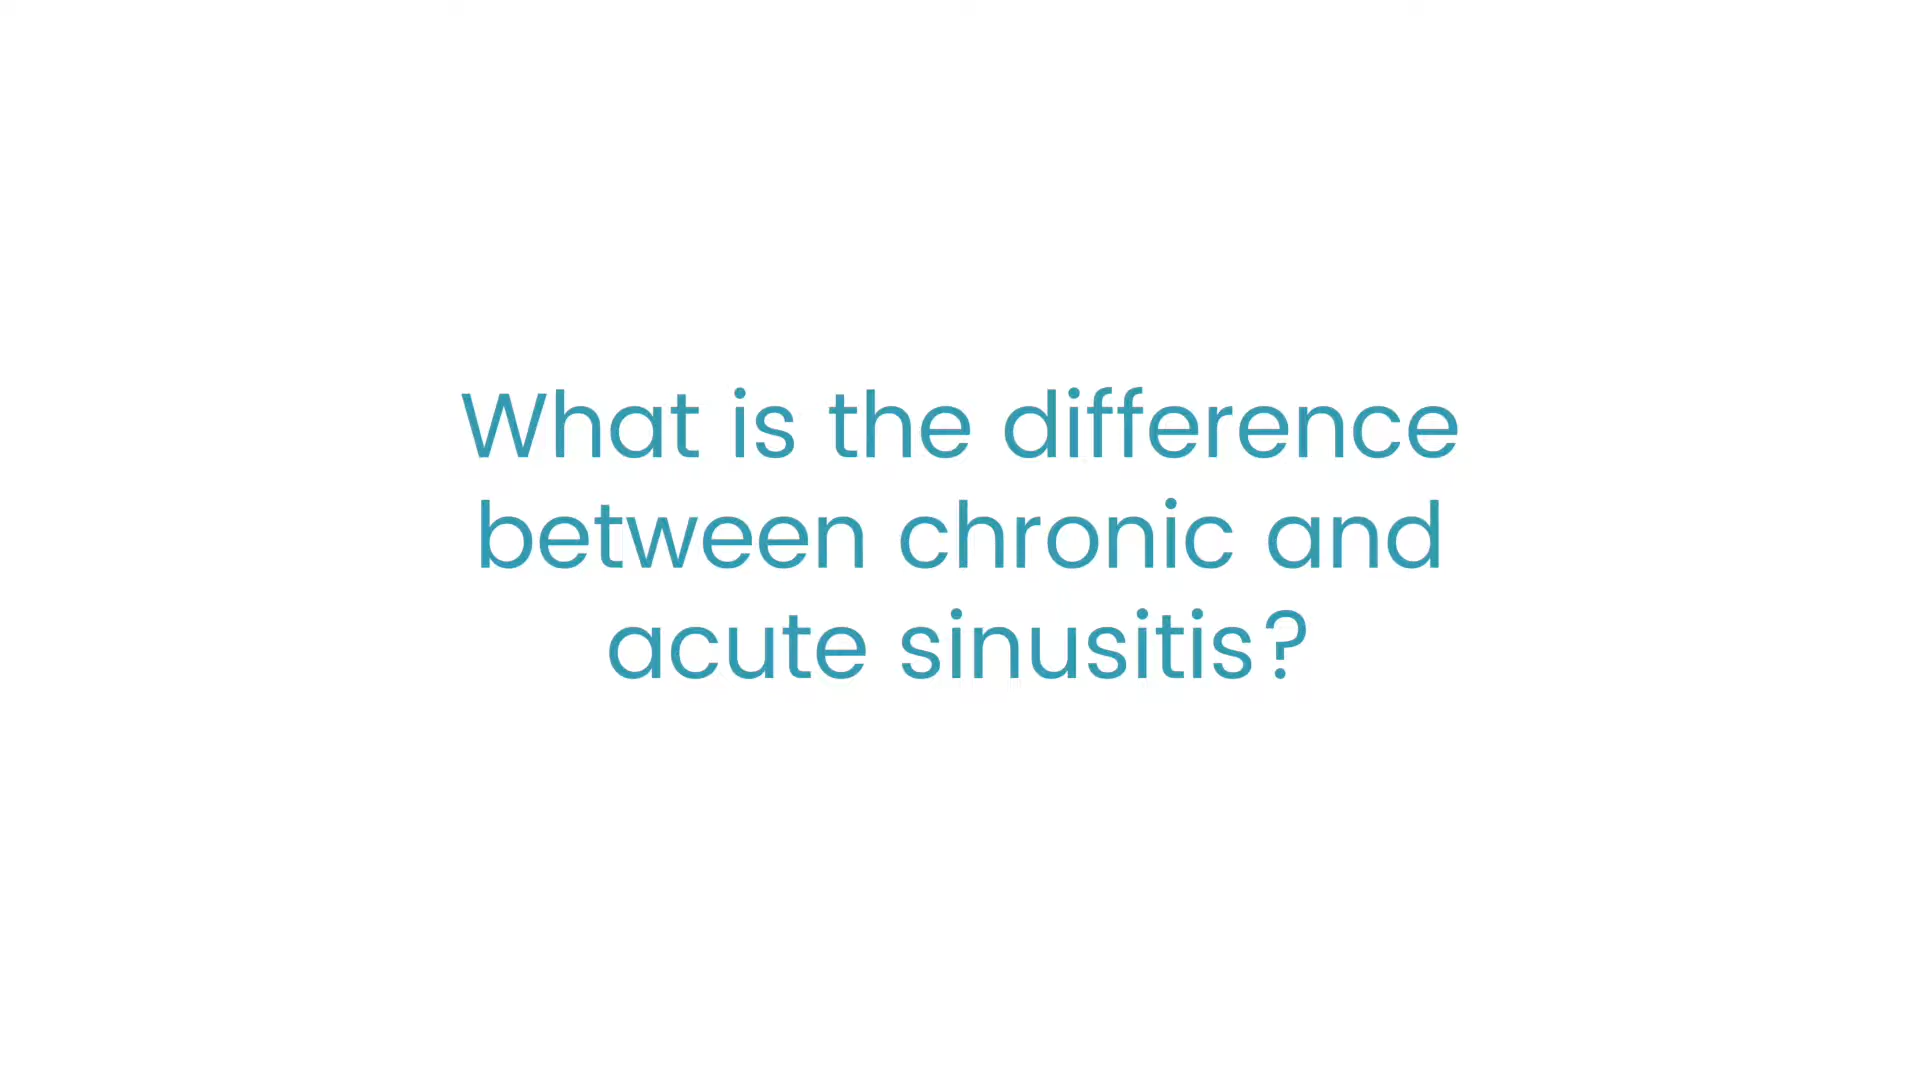 What is the difference
between chronic and
acute sinusitis?